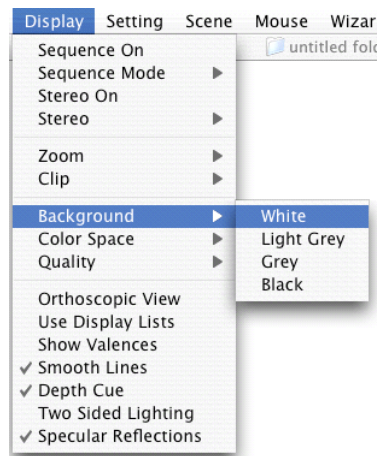 Display Setting Scene Mouse Wizar
untitled fold
Sequence On
Sequence Mode
Stereo On
Stereo
Zoom
Clip
Background
White
Color Space
Light Grey
Quality
Grey
Black
Orthoscopic View
Use Display Lists
Show Valences
Smooth Lines
Depth Cue
Two Sided Lighting
Specular Reflections